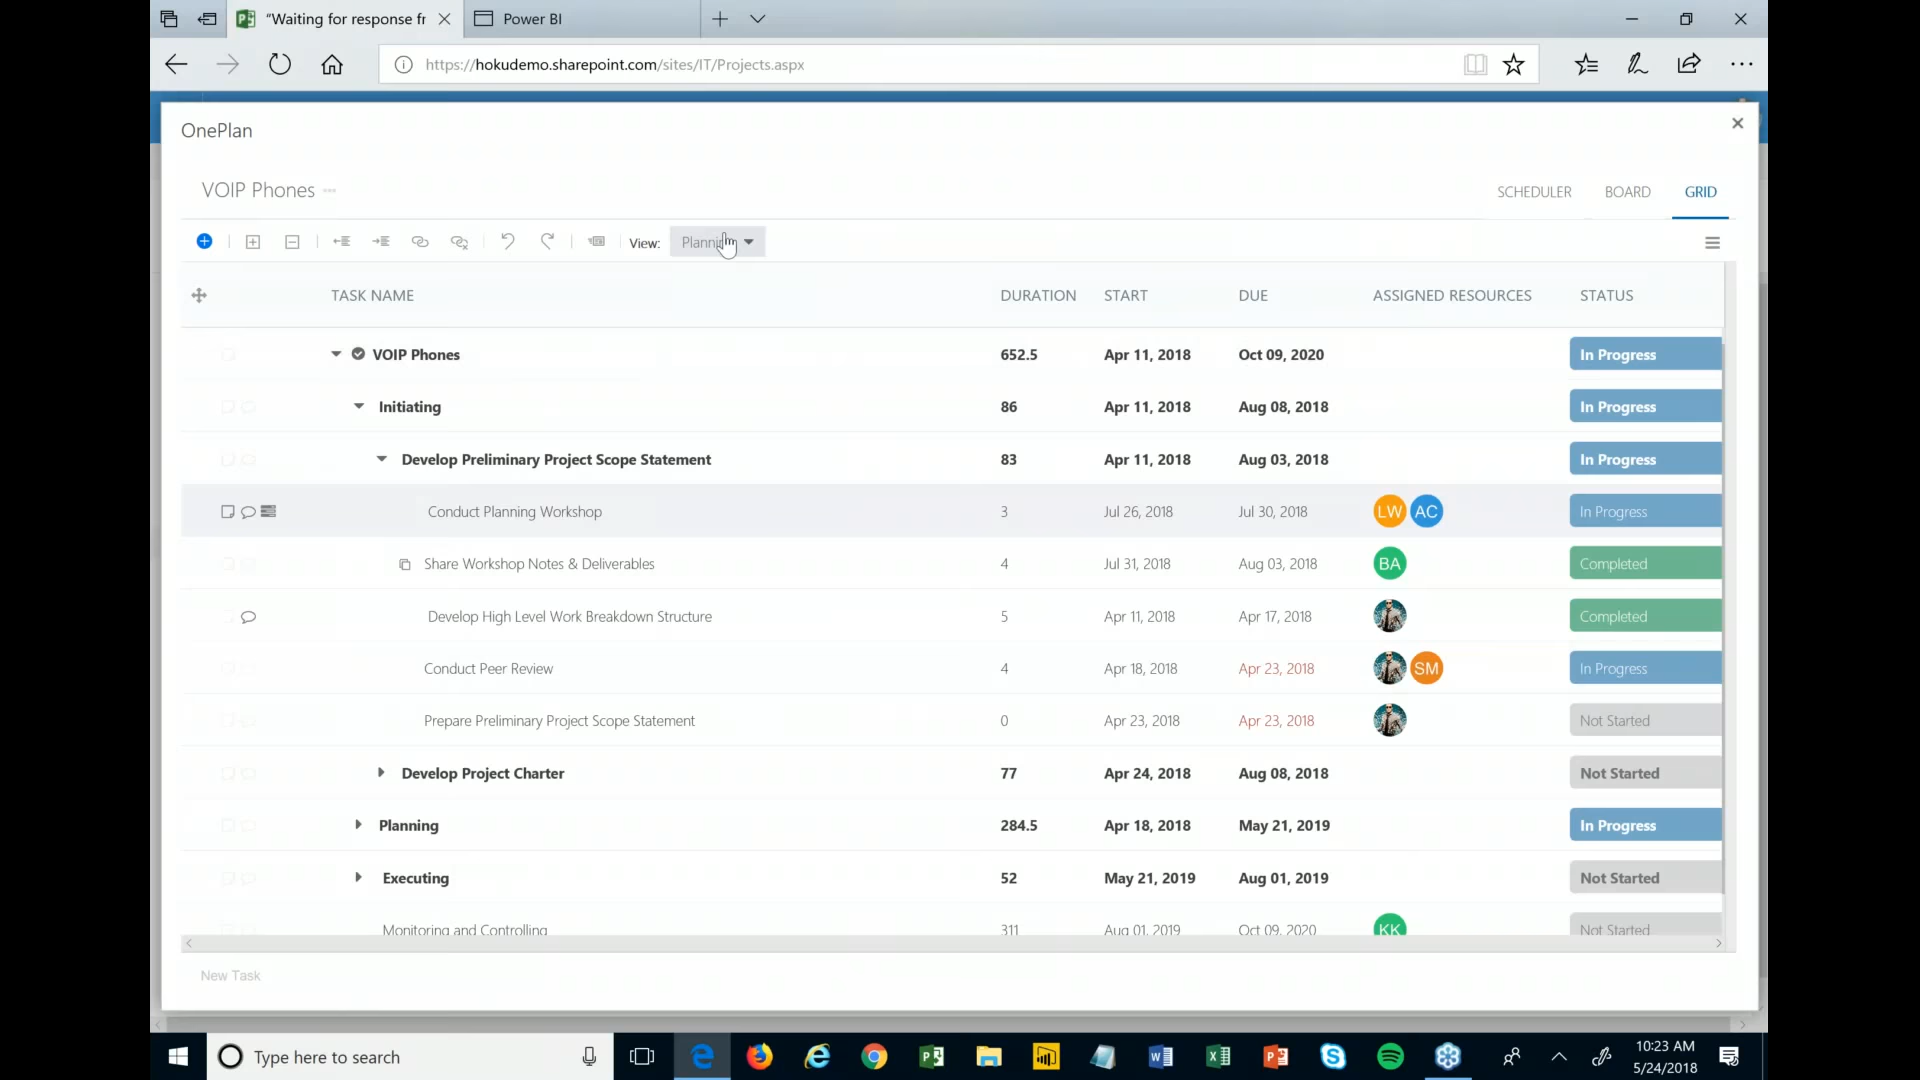 "Waiting for response fr
Power BI
https://hokudemo.sharepoint.com/sites/IT/Projects.aspx
OnePlan
VOIP Phones
SCHEDULER BOARD GRID
View:
TASK NAME DURATION START DUE ASSIGNED RESOURCES STATUS
VOIP Phones 652.5 Apr 11, 2018 Oct 09, 2020 In Progress
Initiating 86 Apr 11, 2018 Aug 08, 2018 In Progress
Develop Preliminary Project Scope Statement 83 Apr 11, 2018 Aug 03, 2018 In Progress
Conduct Planning Workshop 3 Jul 26, 2018 Jul 30, 2018 LW AC In Progress
Share Workshop Notes & Deliverables 4 Jul 31, 2018 Aug 03, 2018 BA Completed
Develop High Level Work Breakdown Structure 5 Apr 11, 2018 Apr 17, 2018 Completed
Conduct Peer Review 4 Apr 18, 2018 Apr 23, 2018 SM In Progress
Prepare Preliminary Project Scope Statement 0 Apr 23, 2018 Apr 23, 2018 Not Started
Develop Project Charter 77 Apr 24, 2018 Aug 08, 2018 Not Started
Planning 284.5 Apr 18, 2018 May 21, 2019 In Progress
Executing 52 May 21, 2019 Aug 01, 2019 Not Started
Monitoring and Controlling 311 Aug 01, 2019 Oct 09, 2020 KK Not Started
New Task
Type here to search
10:23 AM
5/24/2018